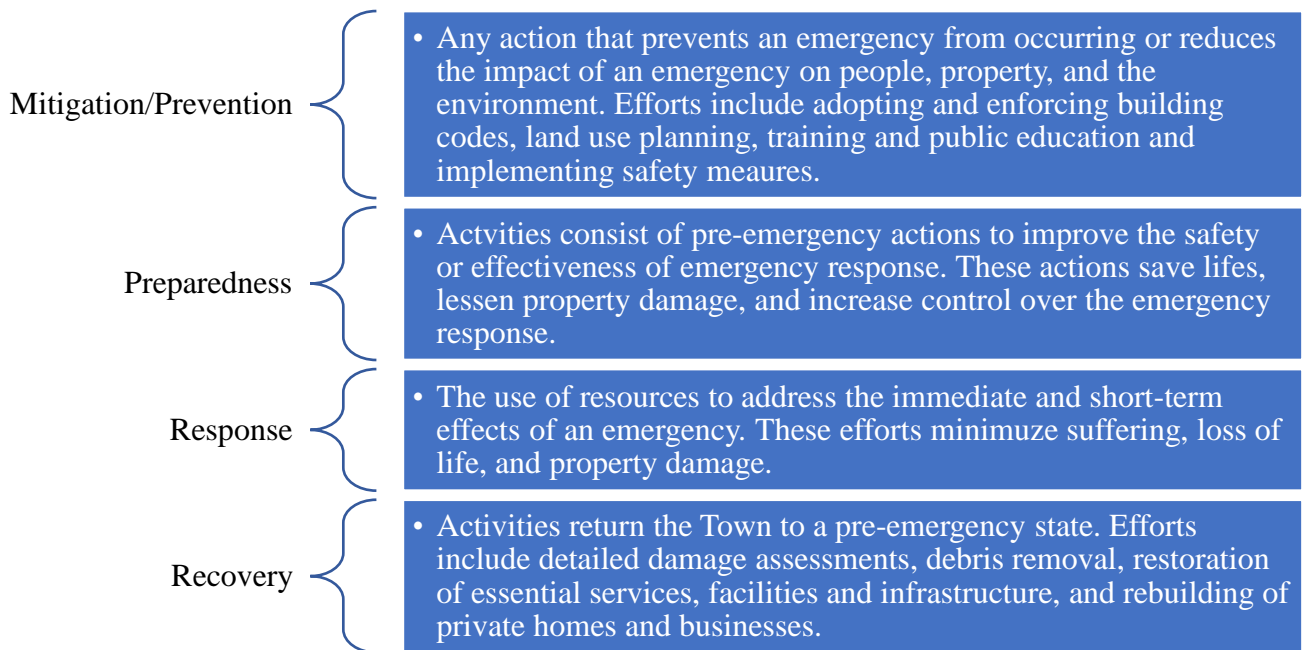 Mitigation/Prevention
• Any action that prevents an emergency from occurring or reduces
the impact of an emergency on people, property, and the
environment. Efforts include adopting and enforcing building
codes, land use planning, training and public education and
implementing safety meaures.
Preparedness
• Actvities consist of pre-emergency actions to improve the safety
or effectiveness of emergency response. These actions save lifes,
lessen property damage, and increase control over the emergency
response.
Response
• The use of resources to address the immediate and short-term
effects of an emergency. These efforts minimuze suffering, loss of
life, and property damage.
Recovery
• Activities return the Town to a pre-emergency state. Efforts
include detailed damage assessments, debris removal, restoration
of essential services, facilities and infrastructure, and rebuilding of
private homes and businesses.